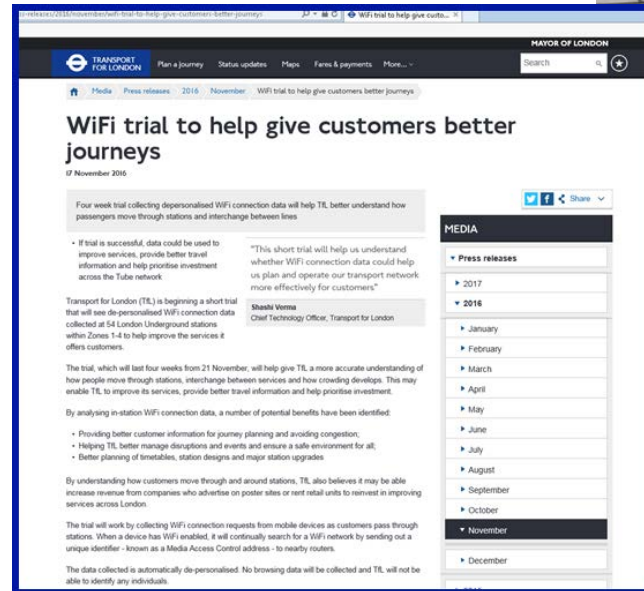 o-releases/2016/november/wifi-trial-to-help-give-customers-better-journeys
WiFi trial to help give custo...
MAYOR OF LONDON
TRANSPORT
FOR LONDON
Plan a journey Status updates Maps Fares & payments More...
Search
Media Press releases 2016 November WiFi trial to help give customers better journeys
WiFi trial to help give customers better
journeys
17 November 2016
Four week trial collecting depersonalised WiFi connection data will help TfL better understand how
passengers move through stations and interchange between lines
• If trial is successful, data could be used to
improve services, provide better travel
information and help prioritise investment
across the Tube network
"This short trial will help us understand
whether WiFi connection data could help
us plan and operate our transport network
more effectively for customers"
Shashi Verma
Chief Technology Officer, Transport for London
Transport for London (TfL) is beginning a short trial
that will see de-personalised WiFi connection data
collected at 54 London Underground stations
within Zones 1-4 to help improve the services it
offers customers.
The trial, which will last four weeks from 21 November, will help give TfL a more accurate understanding of
how people move through stations, interchange between services and how crowding develops. This may
enable TfL to improve its services, provide better travel information and help prioritise investment.
By analysing in-station WiFi connection data, a number of potential benefits have been identified:
• Providing better customer information for journey planning and avoiding congestion;
• Helping TfL better manage disruptions and events and ensure a safe environment for all;
• Better planning of timetables, station designs and major station upgrades
By understanding how customers move through and around stations, TfL also believes it may be able
increase revenue from companies who advertise on poster sites or rent retail units to reinvest in improving
services across London.
The trial will work by collecting WiFi connection requests from mobile devices as customers pass through
stations. When a device has WiFi enabled, it will continually search for a WiFi network by sending out a
unique identifier - known as a Media Access Control address - to nearby routers.
The data collected is automatically de-personalised. No browsing data will be collected and TfL will not be
able to identify any individuals.
Share
MEDIA
Press releases
2017
2016
January
February
March
April
May
June
July
August
September
October
November
December